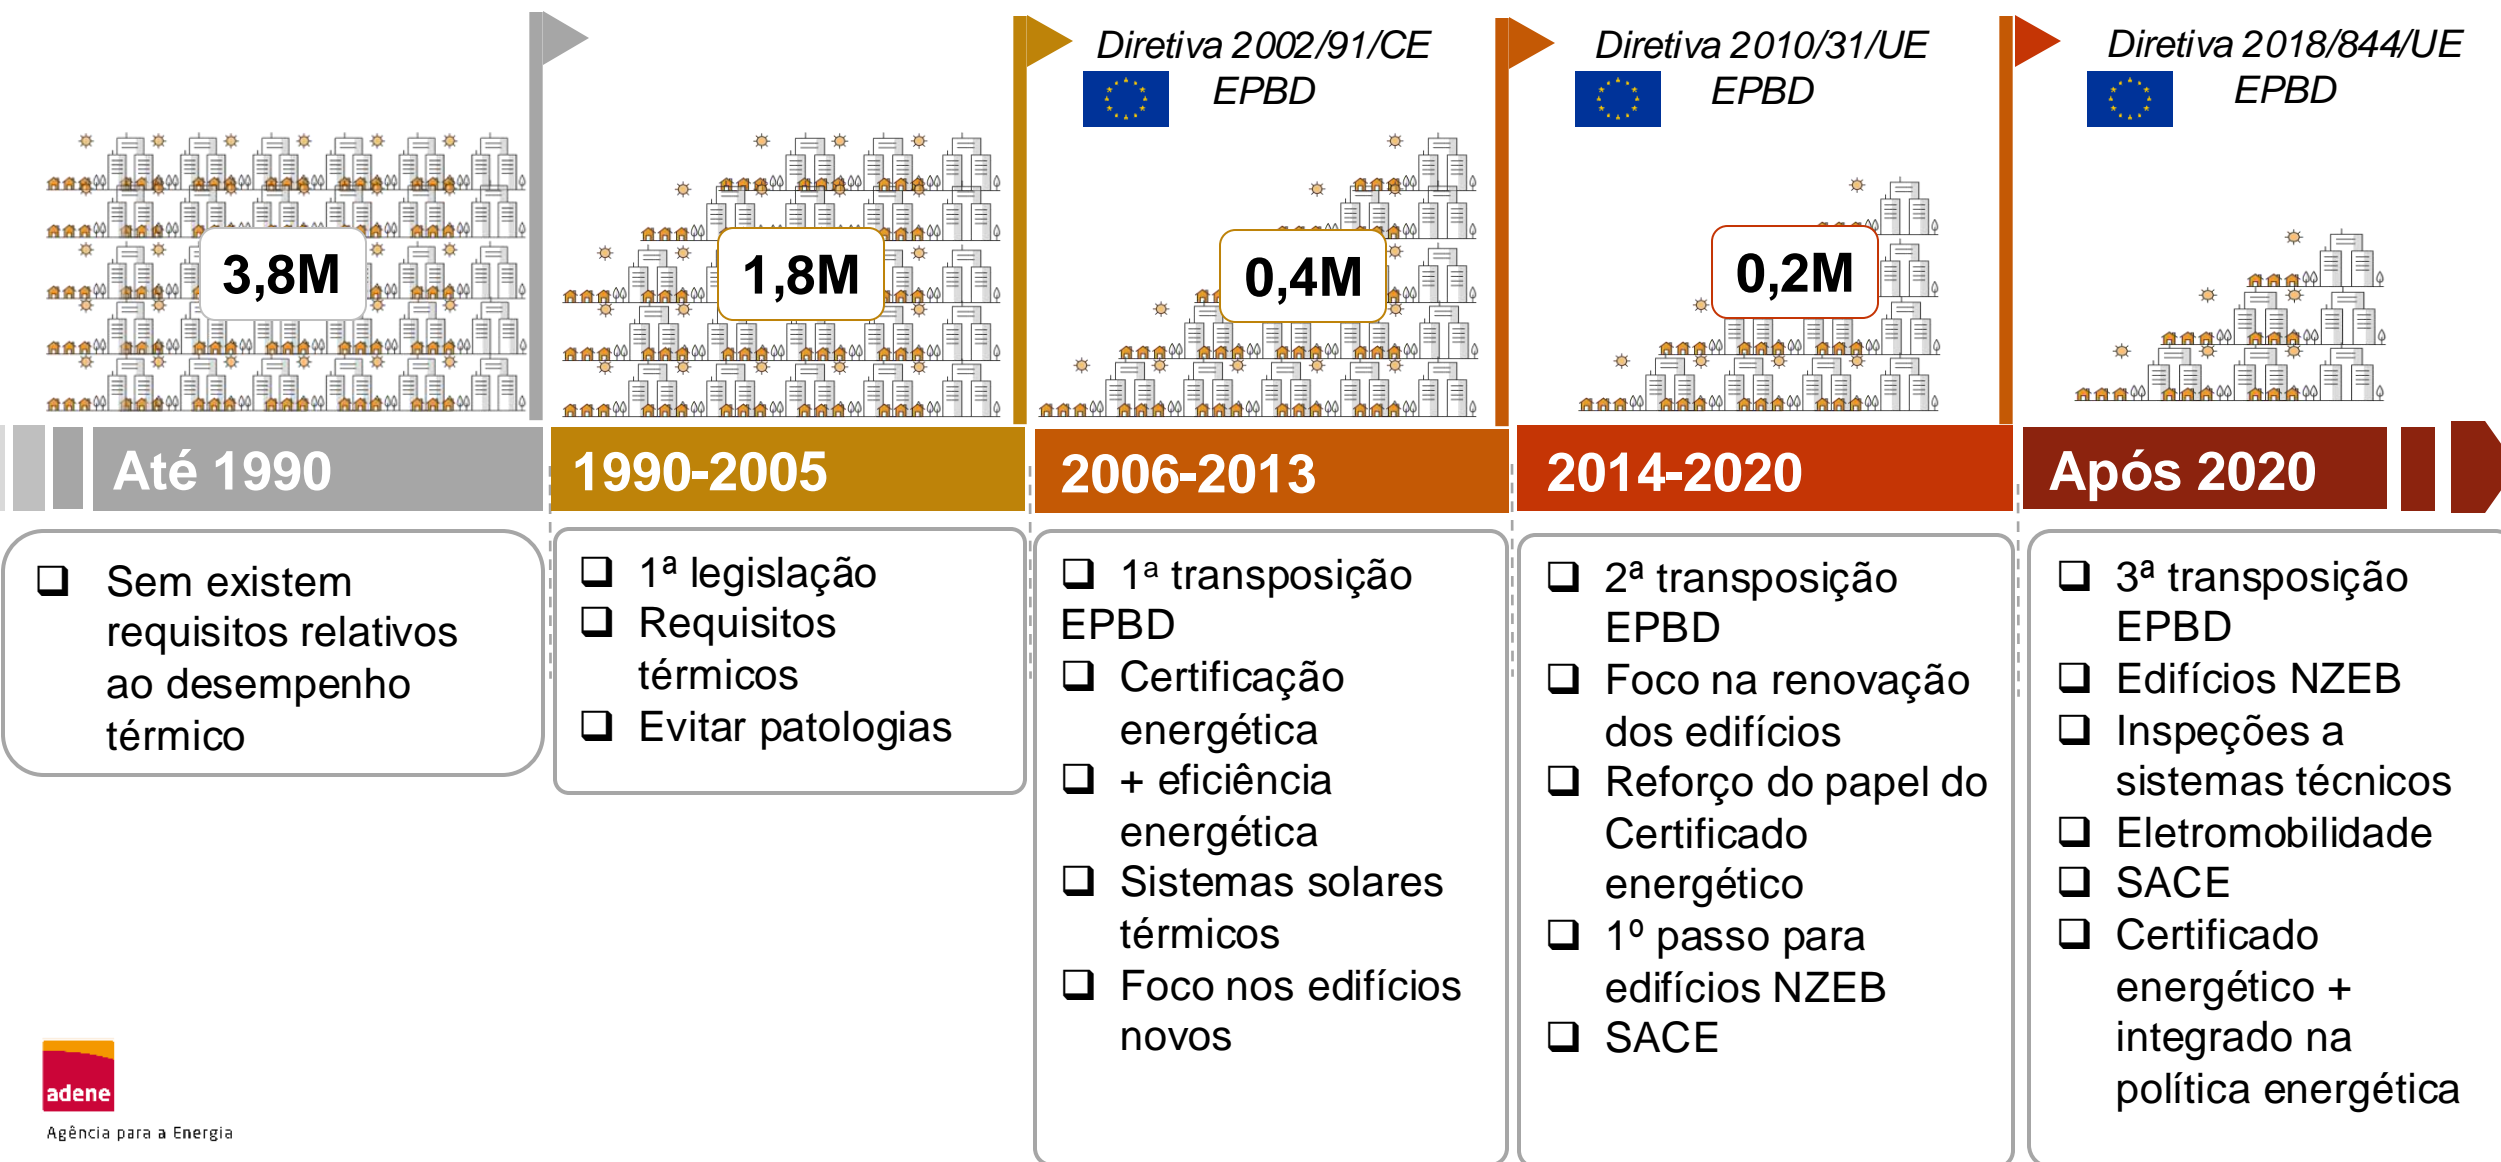 Diretiva 2002/91/CE
EPBD
Diretiva 2010/31/UE
EPBD
Diretiva 2018/844/UE
EPBD
3,8M
1,8M
0,4M
0,2M
Até 1990
1990-2005
2006-2013
2014-2020
Após 2020
❑ Sem existem
requisitos relativos
ao desempenho
térmico
❑ 1ª legislação
❑ Requisitos
térmicos
❑ Evitar patologias
❑ 1ª transposição
EPBD
❑ Certificação
energética
❑ + eficiência
energética
❑ Sistemas solares
térmicos
❑ Foco nos edifícios
novos
❑ 2ª transposição
EPBD
❑ Foco na renovação
dos edifícios
❑ Reforço do papel do
Certificado
energético
❑ 1º passo para
edifícios NZEB
❑ SACE
❑ 3ª transposição
EPBD
❑ Edifícios NZEB
❑ Inspeções a
sistemas técnicos
❑ Eletromobilidade
❑ SACE
❑ Certificado
energético +
integrado na
política energética
adene
Agência para a Energia